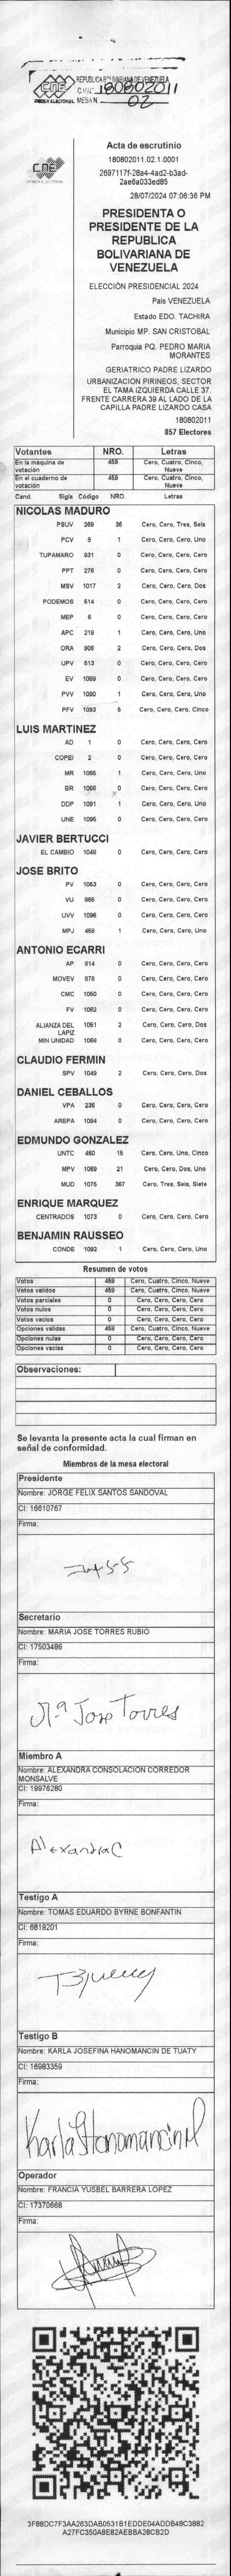 REPUBLICA BOLIVARIANA DE VENEZUELA
CNE
C.V.N° 180802011
PODER ELECTORAL MESA N. 02
CNE
Acta de escrutinio
180802011.02.1.0001
2697117f-28a4-4ad2-b3ad-
2ae6a033ed85
28/07/2024 07:06:36 PM
PRESIDENTA O
PRESIDENTE DE LA
REPUBLICA
BOLIVARIANA DE
VENEZUELA
ELECCIÓN PRESIDENCIAL 2024
País VENEZUELA
Estado EDO. TACHIRA
Municipio MP. SAN CRISTOBAL
Parroquia PQ. PEDRO MARIA
MORANTES
GERIATRICO PADRE LIZARDO
URBANIZACION PIRINEOS, SECTOR
EL TAMA IZQUIERDA CALLE 37.
FRENTE CARRERA 39 AL LADO DE LA
CAPILLA PADRE LIZARDO CASA
180802011
857 Electores
Votantes NRO. Letras
En la máquina de votación 459 Cero, Cuatro, Cinco, Nueve
En el cuaderno de votación 459 Cero, Cuatro, Cinco, Nueve
Cand. Sigla Código NRO. Letras
NICOLAS MADURO
PSUV 269 36 Cero, Cero, Tres, Seis
PCV 9 1 Cero, Cero, Cero, Uno
TUPAMARO 931 0 Cero, Cero, Cero, Cero
PPT 276 0 Cero, Cero, Cero, Cero
MSV 1017 2 Cero, Cero, Cero, Dos
PODEMOS 514 0 Cero, Cero, Cero, Cero
MEP 6 0 Cero, Cero, Cero, Cero
APC 219 1 Cero, Cero, Cero, Uno
ORA 906 2 Cero, Cero, Cero, Dos
UPV 513 0 Cero, Cero, Cero, Cero
EV 1089 0 Cero, Cero, Cero, Cero
PVV 1090 1 Cero, Cero, Cero, Uno
PFV 1093 5 Cero, Cero, Cero, Cinco
LUIS MARTINEZ
AD 1 0 Cero, Cero, Cero, Cero
COPEI 2 0 Cero, Cero, Cero, Cero
MR 1065 1 Cero, Cero, Cero, Uno
BR 1066 0 Cero, Cero, Cero, Cero
DDP 1091 1 Cero, Cero, Cero, Uno
UNE 1095 0 Cero, Cero, Cero, Cero
JAVIER BERTUCCI
EL CAMBIO 1048 0 Cero, Cero, Cero, Cero
JOSE BRITO
PV 1053 0 Cero, Cero, Cero, Cero
VU 868 0 Cero, Cero, Cero, Cero
UVV 1096 0 Cero, Cero, Cero, Cero
MPJ 458 1 Cero, Cero, Cero, Uno
ANTONIO ECARRI
AP 814 0 Cero, Cero, Cero, Cero
MOVEV 878 0 Cero, Cero, Cero, Cero
CMC 1050 0 Cero, Cero, Cero, Cero
FV 1062 0 Cero, Cero, Cero, Cero
ALIANZA DEL LAPIZ 1051 2 Cero, Cero, Cero, Dos
MIN UNIDAD 1068 0 Cero, Cero, Cero, Cero
CLAUDIO FERMIN
SPV 1049 2 Cero, Cero, Cero, Dos
DANIEL CEBALLOS
VPA 236 0 Cero, Cero, Cero, Cero
AREPA 1094 0 Cero, Cero, Cero, Cero
EDMUNDO GONZALEZ
UNTC 460 15 Cero, Cero, Uno, Cinco
MPV 1069 21 Cero, Cero, Dos, Uno
MUD 1075 367 Cero, Tres, Seis, Siete
ENRIQUE MARQUEZ
CENTRADOS 1073 0 Cero, Cero, Cero, Cero
BENJAMIN RAUSSEO
CONDE 1092 1 Cero, Cero, Cero, Uno
Resumen de votos
Votos 459 Cero, Cuatro, Cinco, Nueve
Votos validos 459 Cero, Cuatro, Cinco, Nueve
Votos parciales 0 Cero, Cero, Cero, Cero
Votos nulos 0 Cero, Cero, Cero, Cero
Votos vacios 0 Cero, Cero, Cero, Cero
Opciones validas 459 Cero, Cuatro, Cinco, Nueve
Opciones nulas 0 Cero, Cero, Cero, Cero
Opciones vacias 0 Cero, Cero, Cero, Cero
Observaciones:
Se levanta la presente acta la cual firman en
señal de conformidad.
Miembros de la mesa electoral
Presidente
Nombre: JORGE FELIX SANTOS SANDOVAL
CI: 16610767
Firma:
Secretario
Nombre: MARIA JOSE TORRES RUBIO
CI: 17503486
Firma:
Mª Jose Torres
Miembro A
Nombre: ALEXANDRA CONSOLACION CORREDOR
MONSALVE
CI: 19976280
Firma:
Alexandra C
Testigo A
Nombre: TOMAS EDUARDO BYRNE BONFANTIN
CI: 6819201
Firma:
Testigo B
Nombre: KARLA JOSEFINA HANOMANCIN DE TUATY
CI: 16983359
Firma:
Karla Hanomancin
Operador
Nombre: FRANCIA YUSBEL BARRERA LOPEZ
CI: 17370668
Firma:
3F88DC7F3AA263DAB0531B1EDDE04ADDB48C3882
A27FC350A8E82AEBBA28CB2D